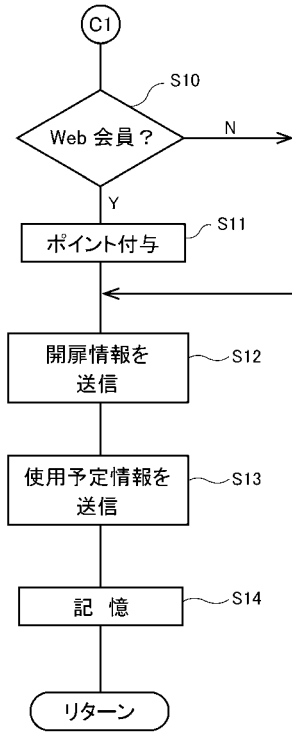 C1
S10
Web 会員？
N
Y
S11
ポイント付与
開扉情報を
送信
S12
使用予定情報を
送信
S13
記 憶
S14
リターン